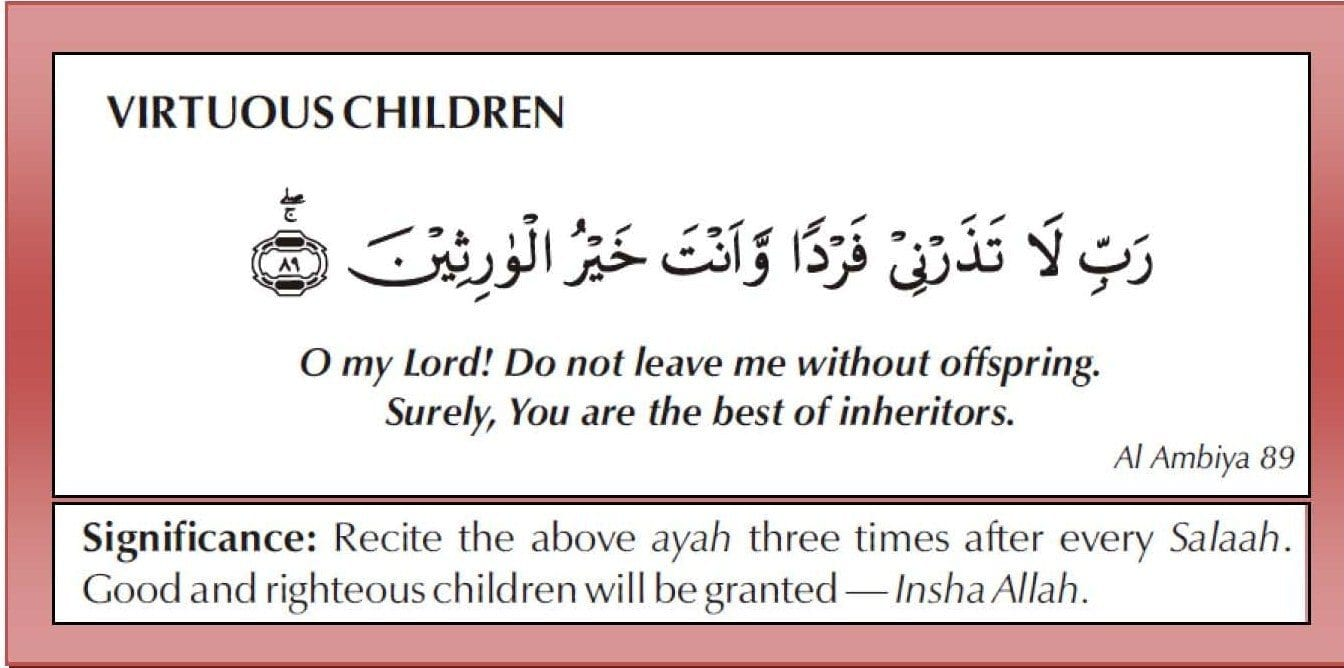 VIRTUOUS CHILDREN
رَبِّ لَا تَذَرْنِيْ فَرْدًا وَّاَنْتَ خَيْرُ الْوٰرِثِيْنَ ۚۖ ۝٨٩
O my Lord! Do not leave me without offspring.
Surely, You are the best of inheritors.
Al Ambiya 89
Significance: Recite the above ayah three times after every Salaah.
Good and righteous children will be granted — Insha Allah.